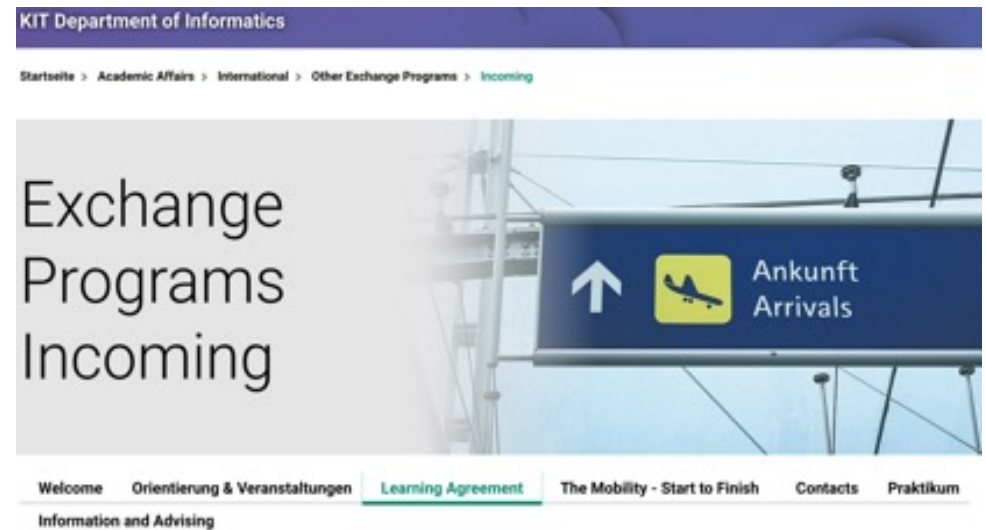 KIT Department of Informatics
Startseite > Academic Affairs > International > Other Exchange Programs > Incoming
Exchange
Programs
Incoming
Ankunft
Arrivals
Welcome Orientierung & Veranstaltungen Learning Agreement The Mobility - Start to Finish Contacts Praktikum
Information and Advising